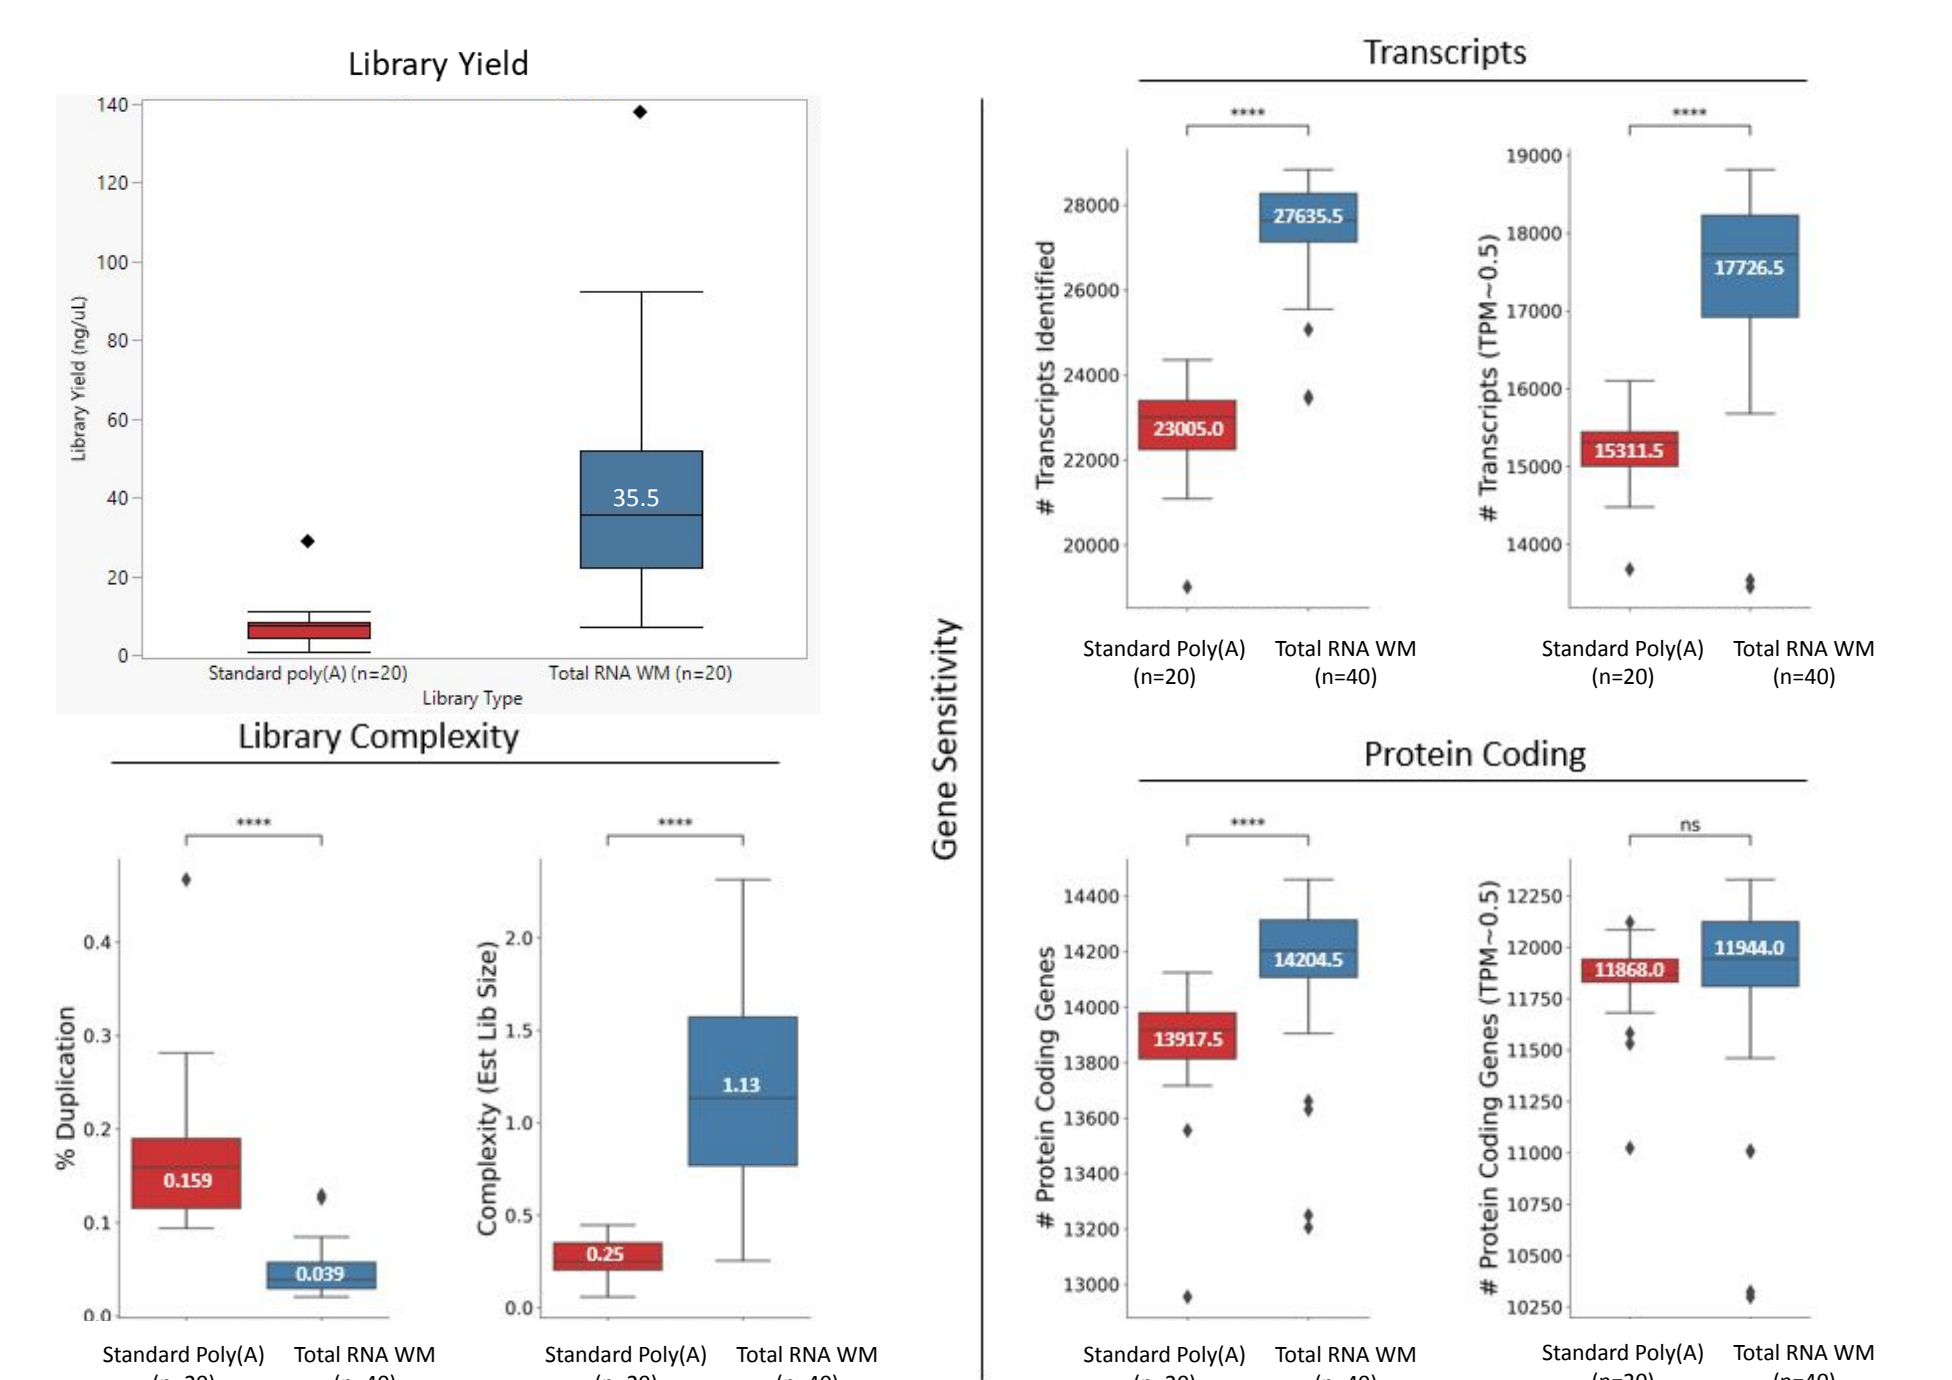 Library Yield
140
120
100
80
60
40
20
0
Library Yield (ng/uL)
35.5
Standard poly(A) (n=20)
Total RNA WM (n=20)
Library Type
Library Complexity
****
% Duplication
0.4
0.3
0.2
0.1
0.0
0.159
0.039
Standard Poly(A)
Total RNA WM
****
Complexity (Est Lib Size)
2.0
1.5
1.0
0.5
0.0
0.25
1.13
Standard Poly(A)
Total RNA WM
Gene Sensitivity
Transcripts
****
# Transcripts Identified
28000
26000
24000
22000
20000
23005.0
27635.5
Standard Poly(A)
(n=20)
Total RNA WM
(n=40)
****
# Transcripts (TPM~0.5)
19000
18000
17000
16000
15000
14000
15311.5
17726.5
Standard Poly(A)
(n=20)
Total RNA WM
(n=40)
Protein Coding
****
# Protein Coding Genes
14400
14200
14000
13800
13600
13400
13200
13000
13917.5
14204.5
Standard Poly(A)
Total RNA WM
ns
# Protein Coding Genes (TPM~0.5)
12250
12000
11750
11500
11250
11000
10750
10500
10250
11868.0
11944.0
Standard Poly(A)
Total RNA WM